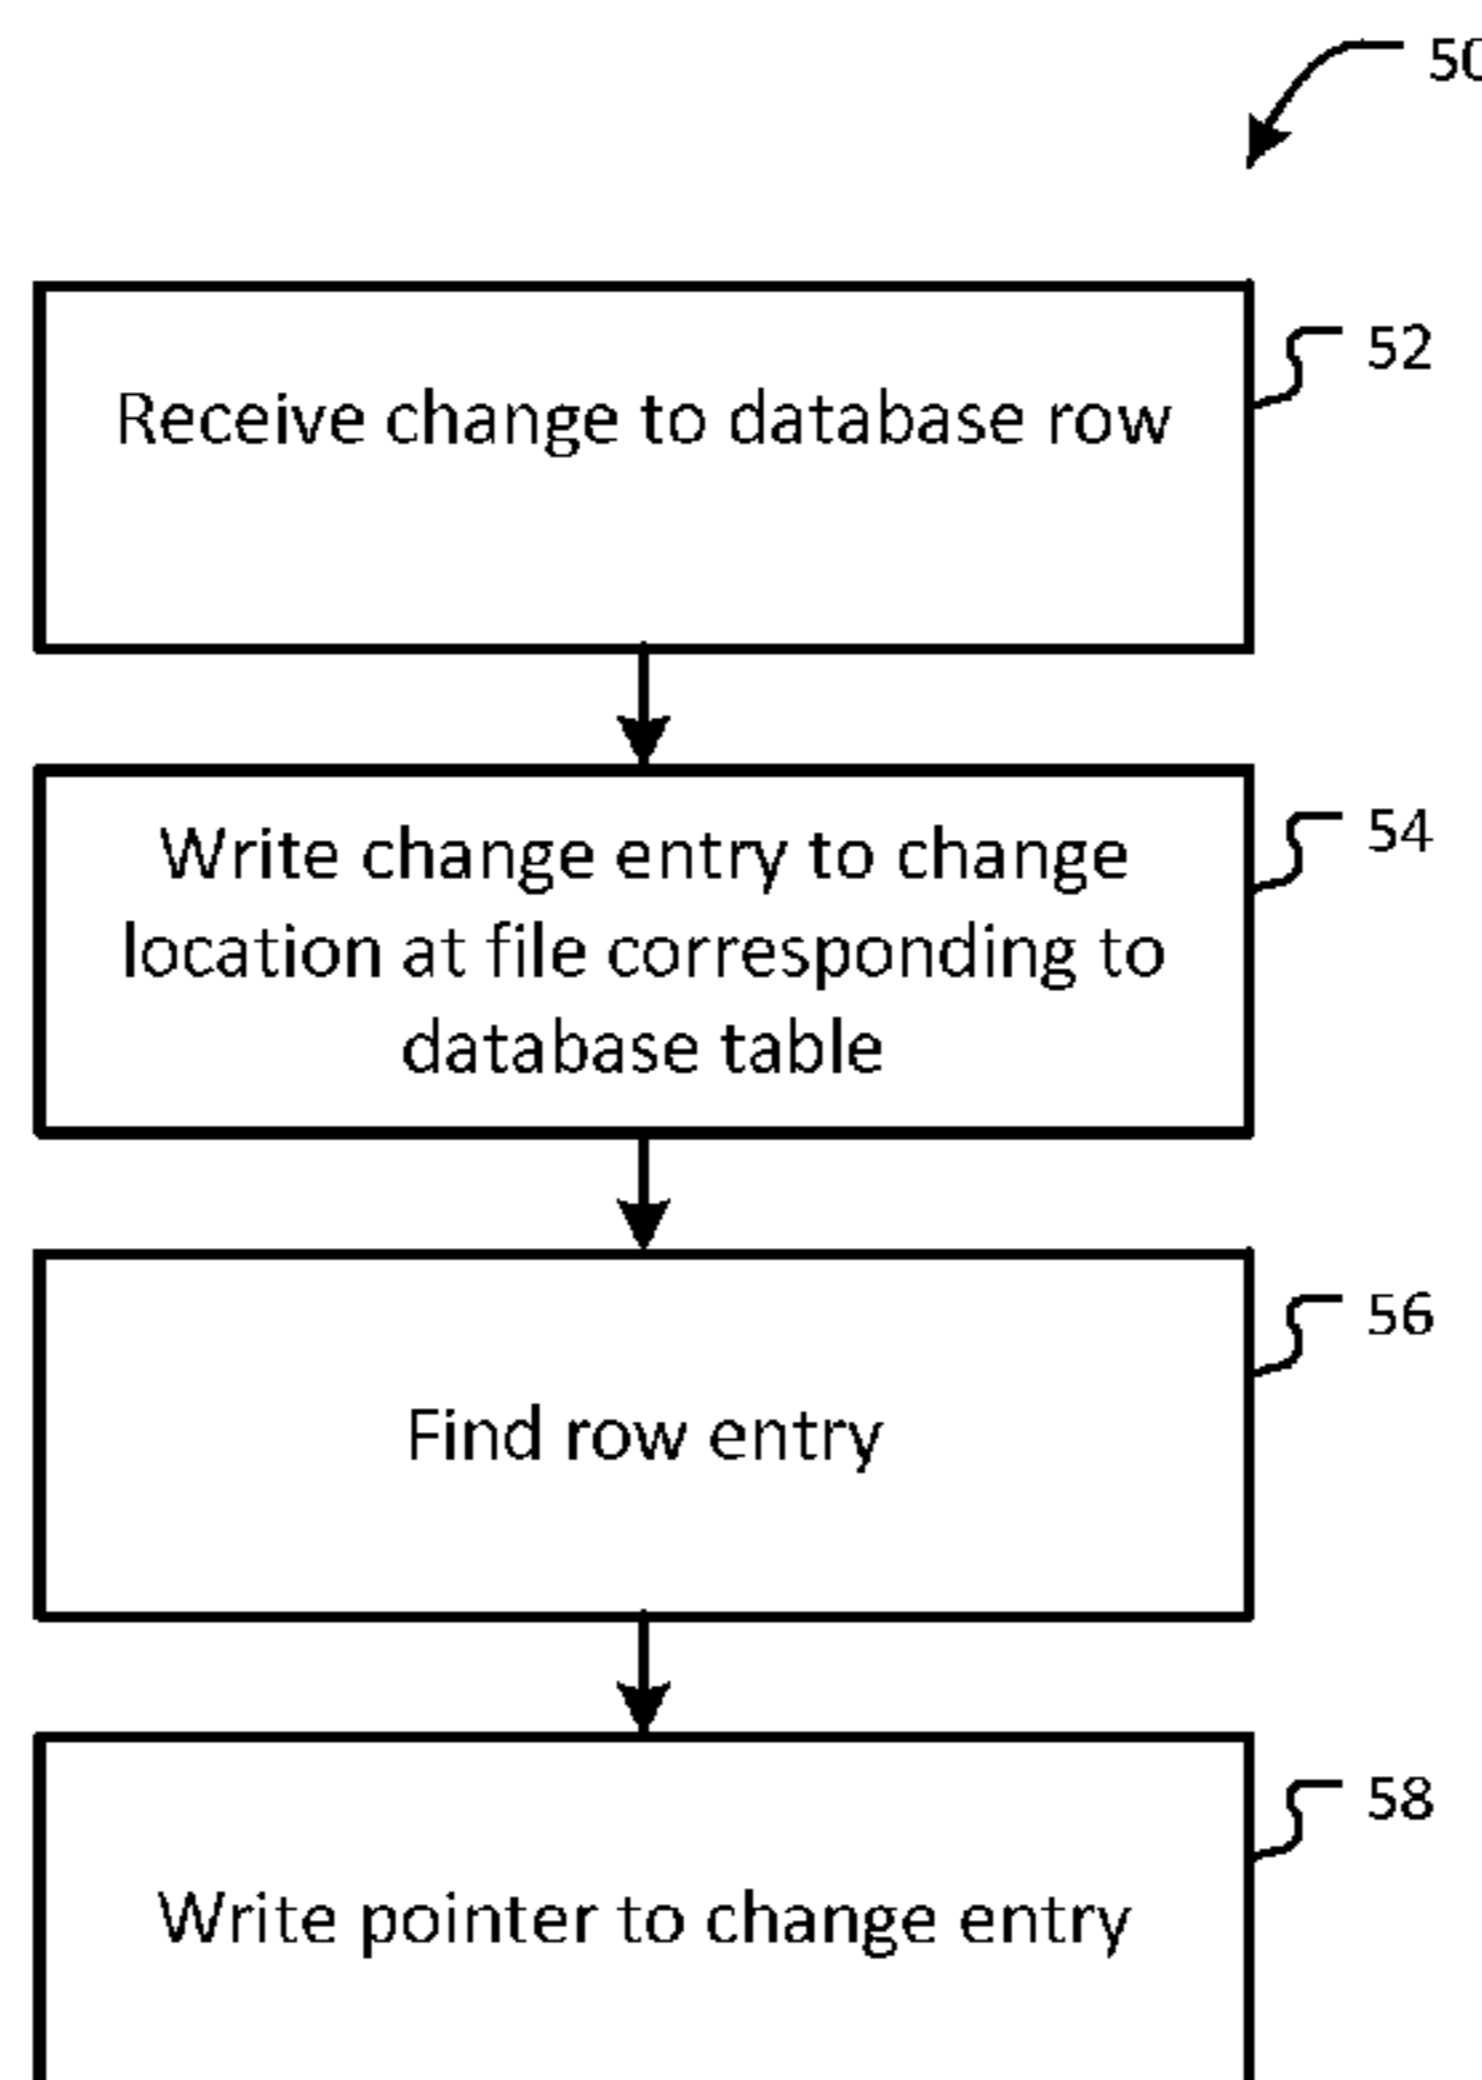 50
Receive change to database row
52
Write change entry to change
location at file corresponding to
database table
54
Find row entry
56
Write pointer to change entry
58